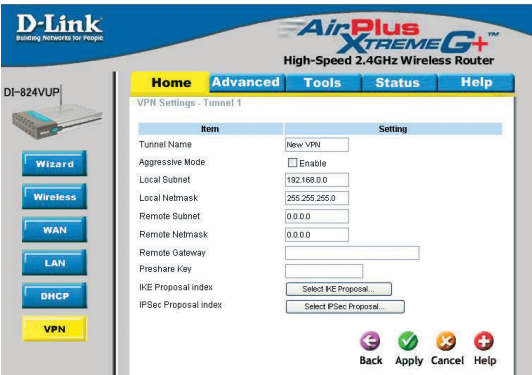 D-Link
Building Networks for People
AirPlus
XTREME G+™
High-Speed 2.4GHz Wireless Router
DI-824VUP
Home Advanced Tools Status Help
VPN Settings - Tunnel 1
Item Setting
Tunnel Name New VPN
Aggressive Mode Enable
Local Subnet 192.168.0.0
Local Netmask 255.255.255.0
Remote Subnet 0.0.0.0
Remote Netmask 0.0.0.0
Remote Gateway
Preshare Key
IKE Proposal index Select IKE Proposal...
IPSec Proposal index Select IPSec Proposal...
Wizard
Wireless
WAN
LAN
DHCP
VPN
Back Apply Cancel Help